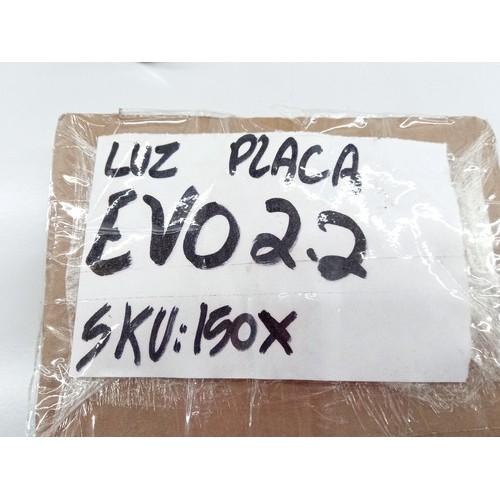 LUZ PLACA
EVO 2.2
SKU: 150X